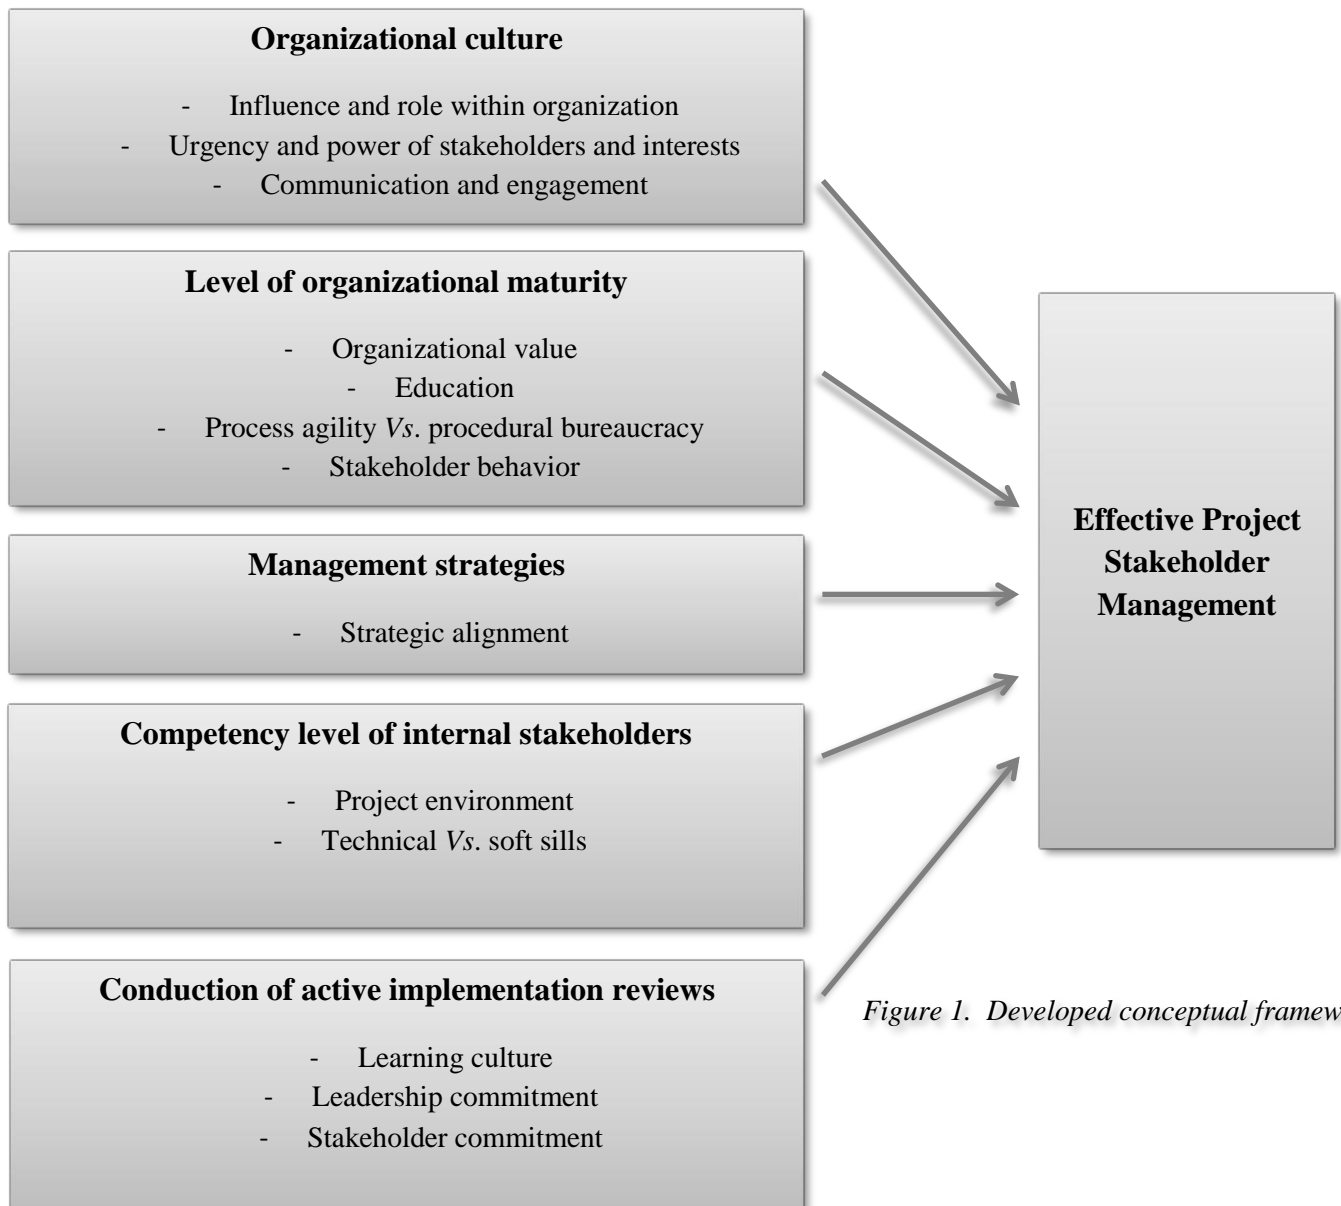 Organizational culture
- Influence and role within organization
- Urgency and power of stakeholders and interests
- Communication and engagement
Level of organizational maturity
- Organizational value
- Education
- Process agility Vs. procedural bureaucracy
- Stakeholder behavior
Management strategies
- Strategic alignment
Competency level of internal stakeholders
- Project environment
- Technical Vs. soft sills
Conduction of active implementation reviews
- Learning culture
- Leadership commitment
- Stakeholder commitment
Effective Project
Stakeholder
Management
Figure 1. Developed conceptual framew